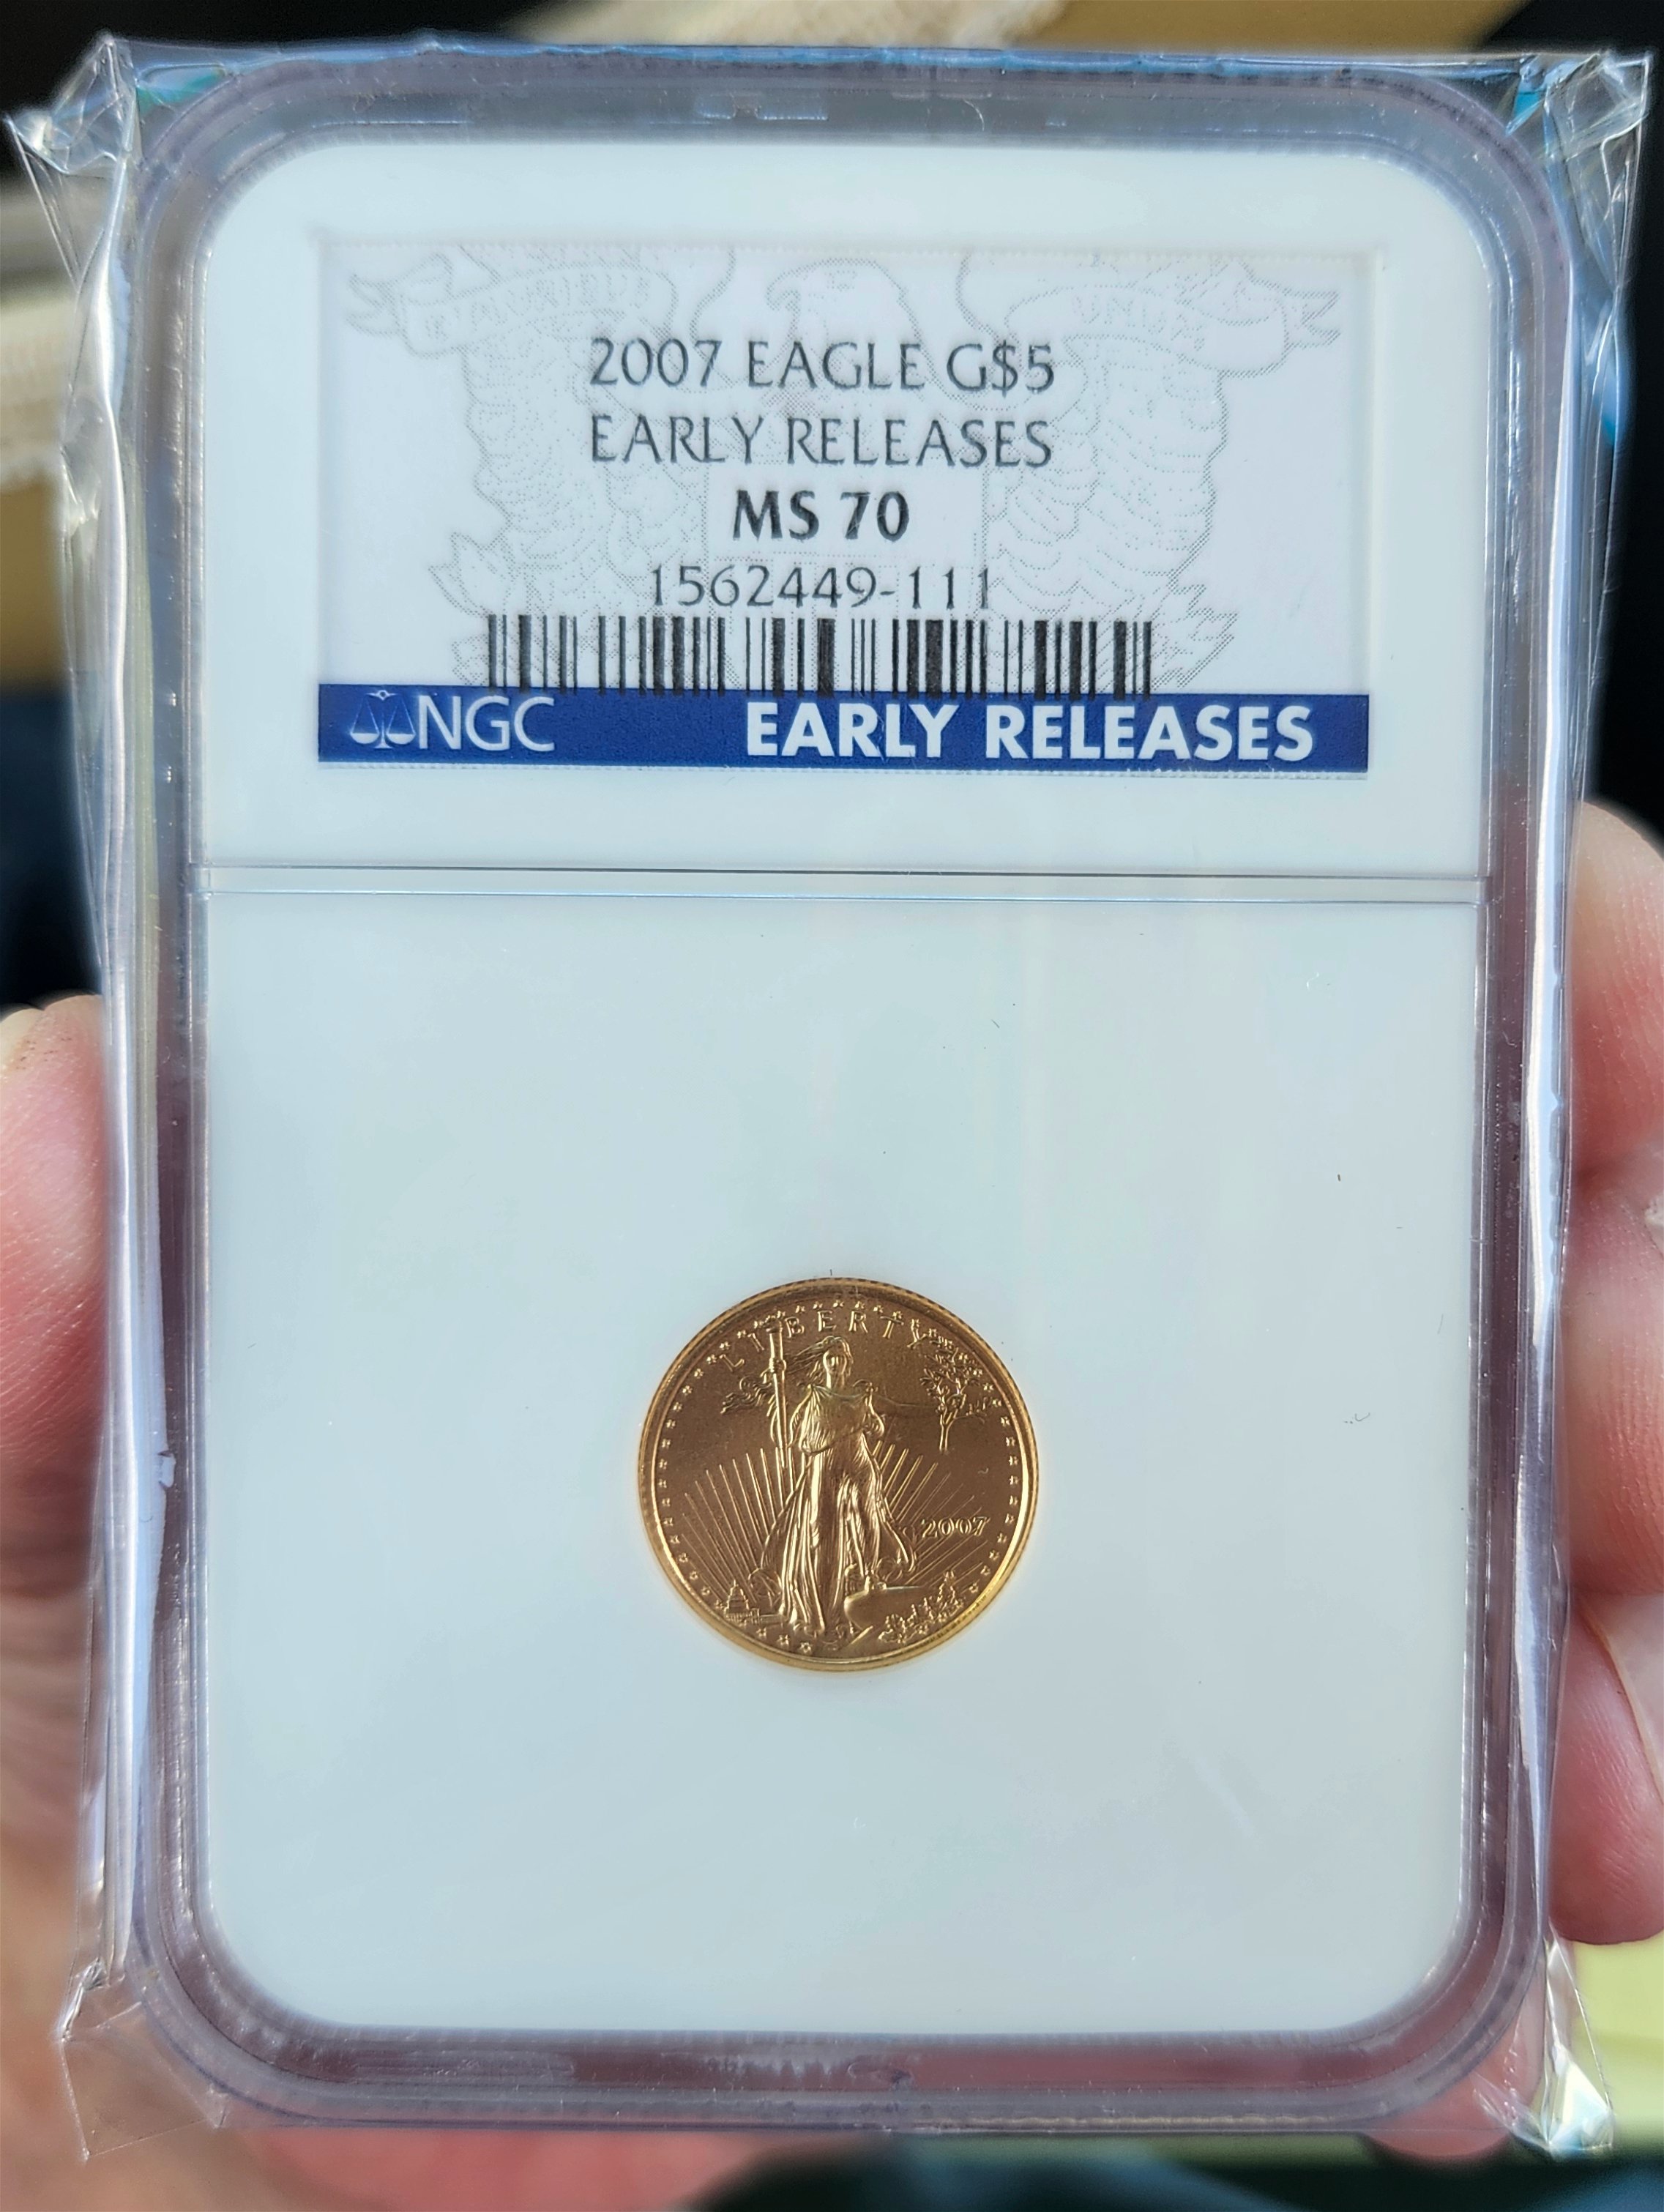 2007 EAGLE G$5
EARLY RELEASES
MS 70
1562449-111
NGC EARLY RELEASES
LIBERTY
2007